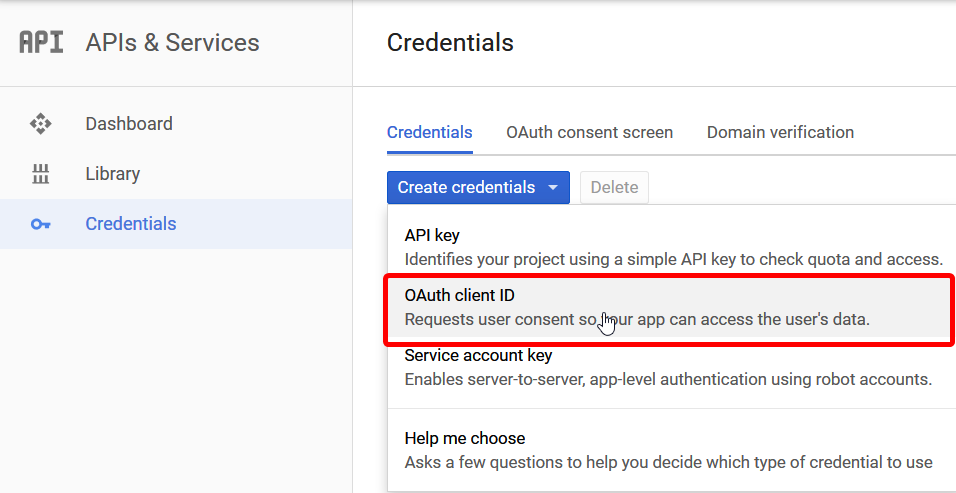 API APIs & Services
Credentials
Dashboard
Library
Credentials
Credentials OAuth consent screen Domain verification
Create credentials Delete
API key
Identifies your project using a simple API key to check quota and access.
OAuth client ID
Requests user consent so your app can access the user's data.
Service account key
Enables server-to-server, app-level authentication using robot accounts.
Help me choose
Asks a few questions to help you decide which type of credential to use